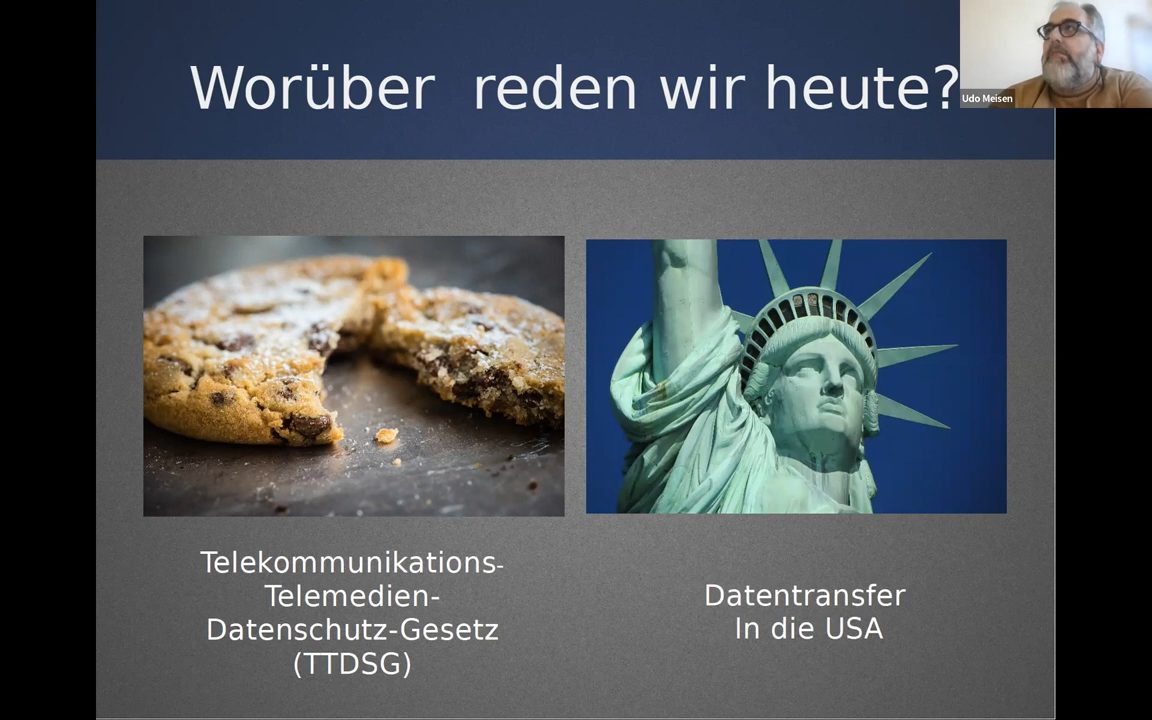 Worüber reden wir heute?
Udo Meisen
Telekommunikations-
Telemedien-
Datenschutz-Gesetz
(TTDSG)
Datentransfer
In die USA